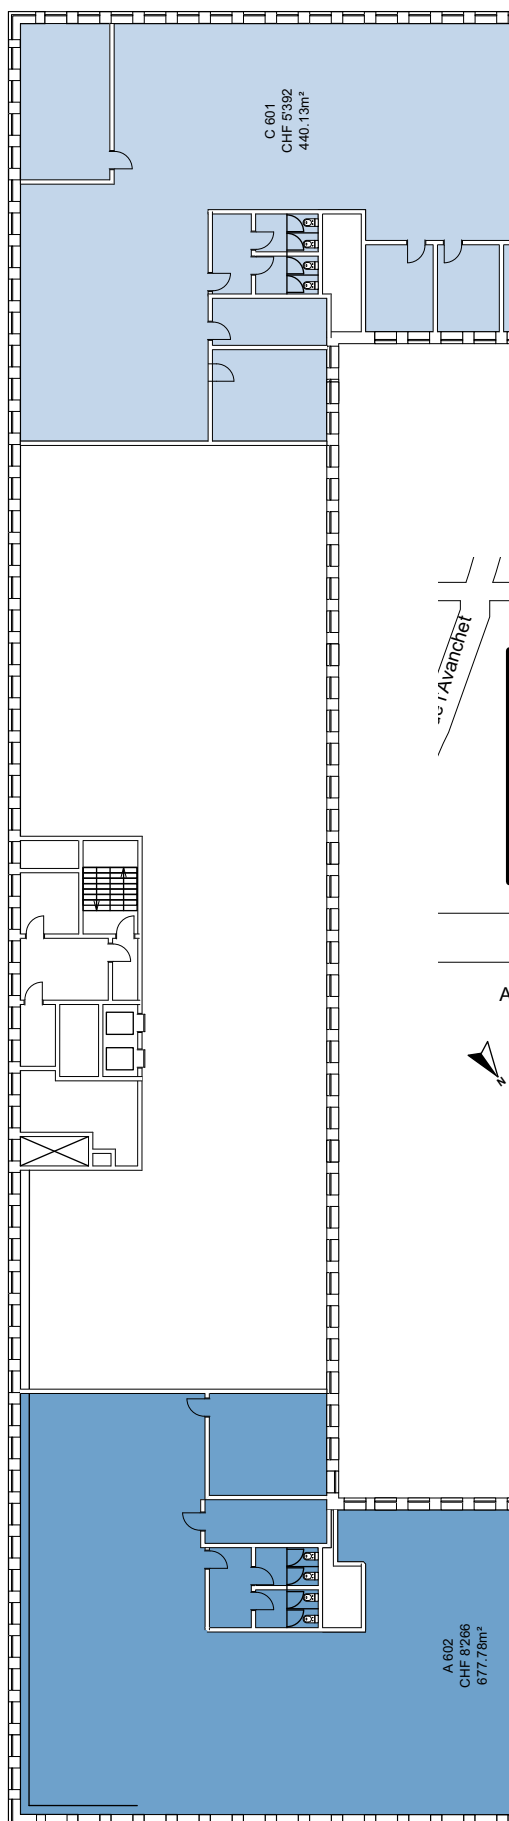 C 601
CHF 5'392
440.13m²
l'Avanchet
A
N
A 602
CHF 8'266
677.78m²